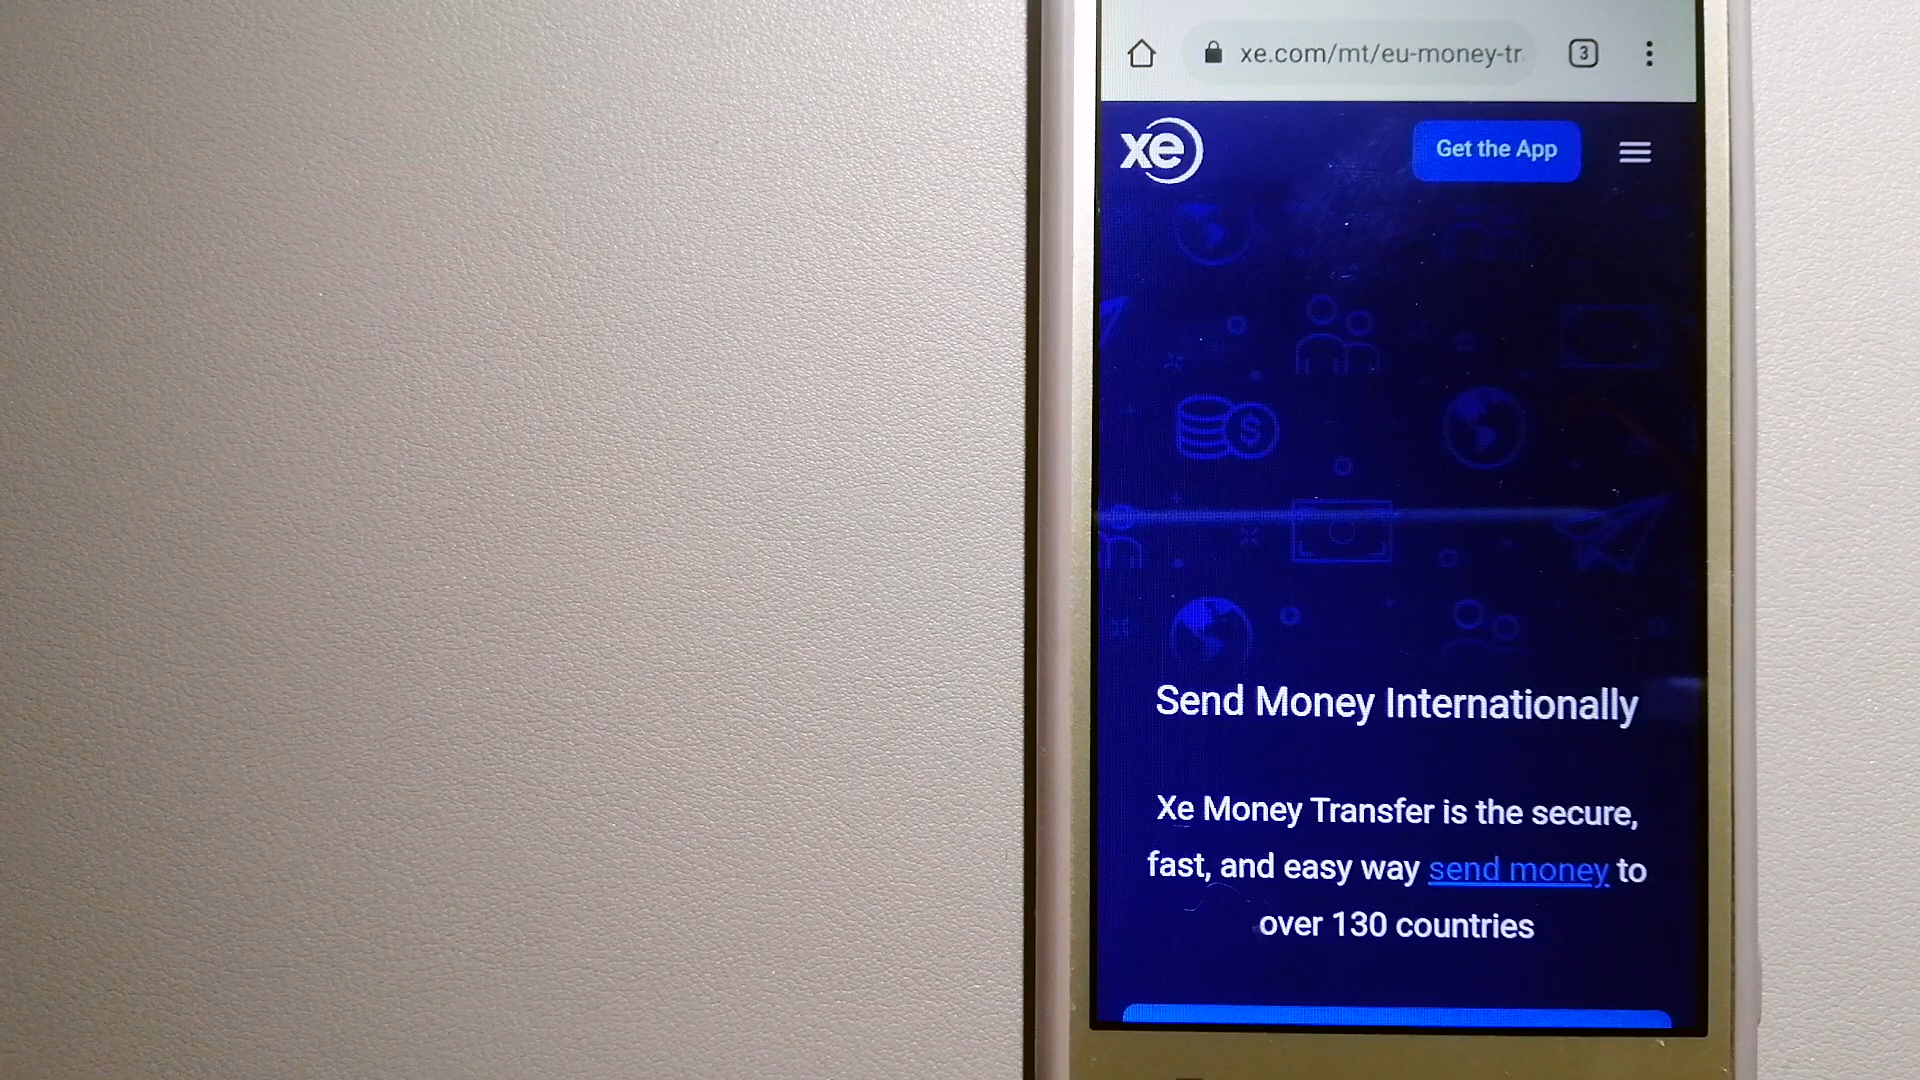 xe.com/mt/eu-money-tr
3
xe
Get the App
$
Send Money Internationally
Xe Money Transfer is the secure,
fast, and easy way send money to
over 130 countries